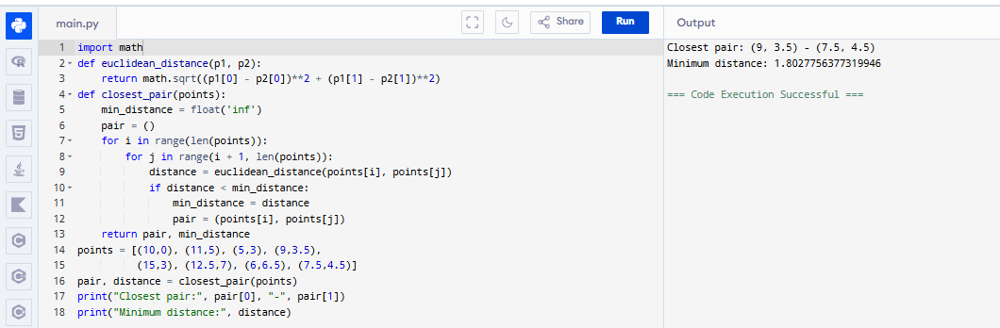 main.py
Share
Run
Output
1 import math
2 def euclidean_distance(p1, p2):
3     return math.sqrt((p1[0] - p2[0])**2 + (p1[1] - p2[1])**2)
4 def closest_pair(points):
5     min_distance = float('inf')
6     pair = ()
7     for i in range(len(points)):
8         for j in range(i + 1, len(points)):
9             distance = euclidean_distance(points[i], points[j])
10             if distance < min_distance:
11                 min_distance = distance
12                 pair = (points[i], points[j])
13     return pair, min_distance
14 points = [(10,0), (11,5), (5,3), (9,3.5),
15           (15,3), (12.5,7), (6,6.5), (7.5,4.5)]
16 pair, distance = closest_pair(points)
17 print("Closest pair:", pair[0], "-", pair[1])
18 print("Minimum distance:", distance)
Closest pair: (9, 3.5) - (7.5, 4.5)
Minimum distance: 1.8027756377319946
=== Code Execution Successful ===